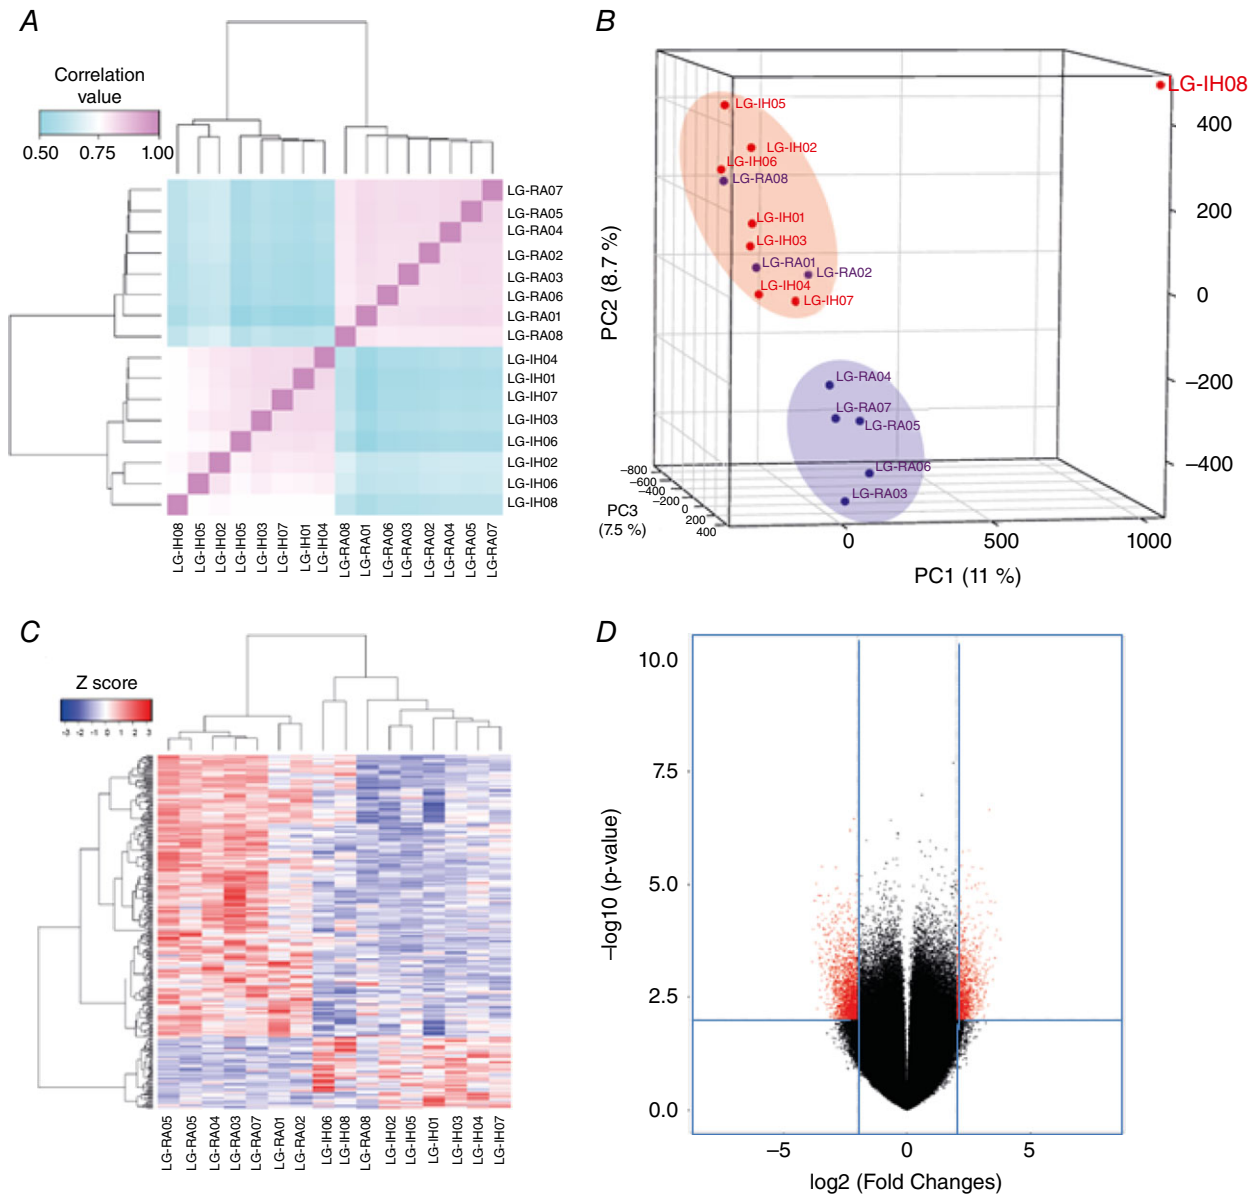 A
Correlation
value
0.50 0.75 1.00
LG-RA07
LG-RA05
LG-RA04
LG-RA02
LG-RA03
LG-RA06
LG-RA01
LG-RA08
LG-IH04
LG-IH01
LG-IH07
LG-IH03
LG-IH06
LG-IH02
LG-IH06
LG-IH08
LG-IH08 LG-IH05 LG-IH02 LG-IH05 LG-IH03 LG-IH07 LG-IH01 LG-IH04 LG-RA08 LG-RA01 LG-RA06 LG-RA03 LG-RA02 LG-RA04 LG-RA05 LG-RA07
B
LG-IH08
LG-IH05
LG-IH02
LG-IH06
LG-RA08
LG-IH01
LG-IH03
LG-RA01
LG-RA02
LG-IH04
LG-IH07
LG-RA04
LG-RA07
LG-RA05
LG-RA06
LG-RA03
400
200
0
−200
−400
PC2 (8.7 %)
−800
−600
−400
−200
0
200
400
PC3
(7.5 %)
0 500 1000
PC1 (11 %)
C
Z score
-3 -2 -1 0 1 2 3
LG-RA05 LG-RA05 LG-RA04 LG-RA03 LG-RA07 LG-RA01 LG-RA02 LG-IH06 LG-IH08 LG-RA08 LG-IH02 LG-IH05 LG-IH01 LG-IH03 LG-IH04 LG-IH07
D
10.0
7.5
5.0
2.5
0.0
−log10 (p-value)
−5 0 5
log2 (Fold Changes)